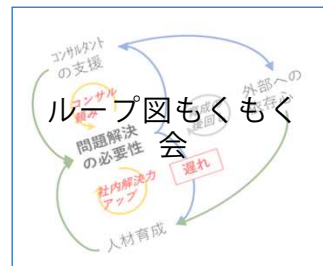 コンサルタント
の支援
コンサル
頼み
外部への
ループ図もくもく
会
問題解決
の必要性
遅れ
社内解決力
アップ
人材育成